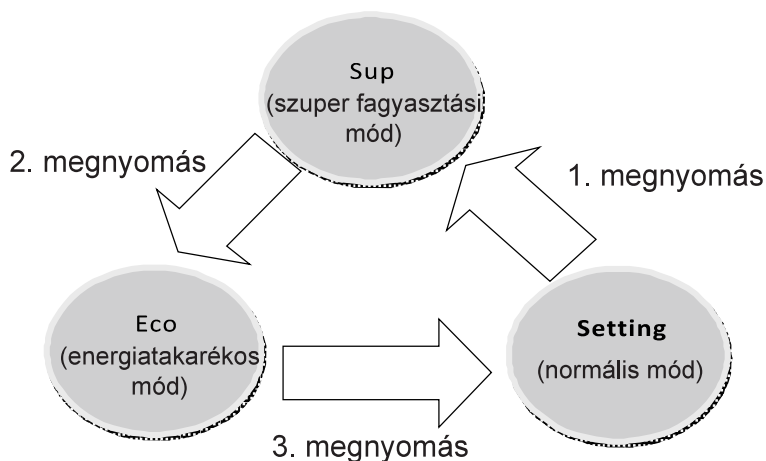 Sup
(szuper fagyasztási
mód)
2. megnyomás
1. megnyomás
Eco
(energiatakarékos
mód)
Setting
(normális mód)
3. megnyomás